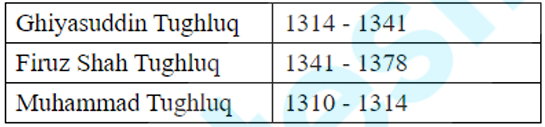 Ghiyasuddin Tughluq 1314 - 1341
Firuz Shah Tughluq 1341 - 1378
Muhammad Tughluq 1310 - 1314